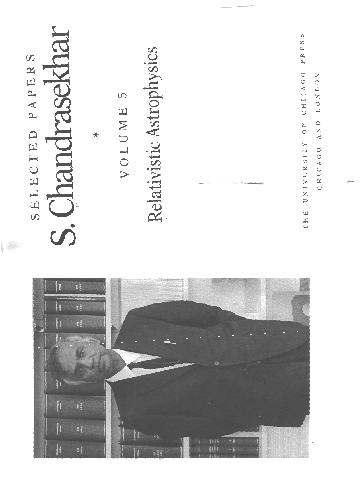 SELECTED PAPERS
S. Chandrasekhar
*
VOLUME 5
Relativistic Astrophysics
THE UNIVERSITY OF CHICAGO PRESS
CHICAGO AND LONDON